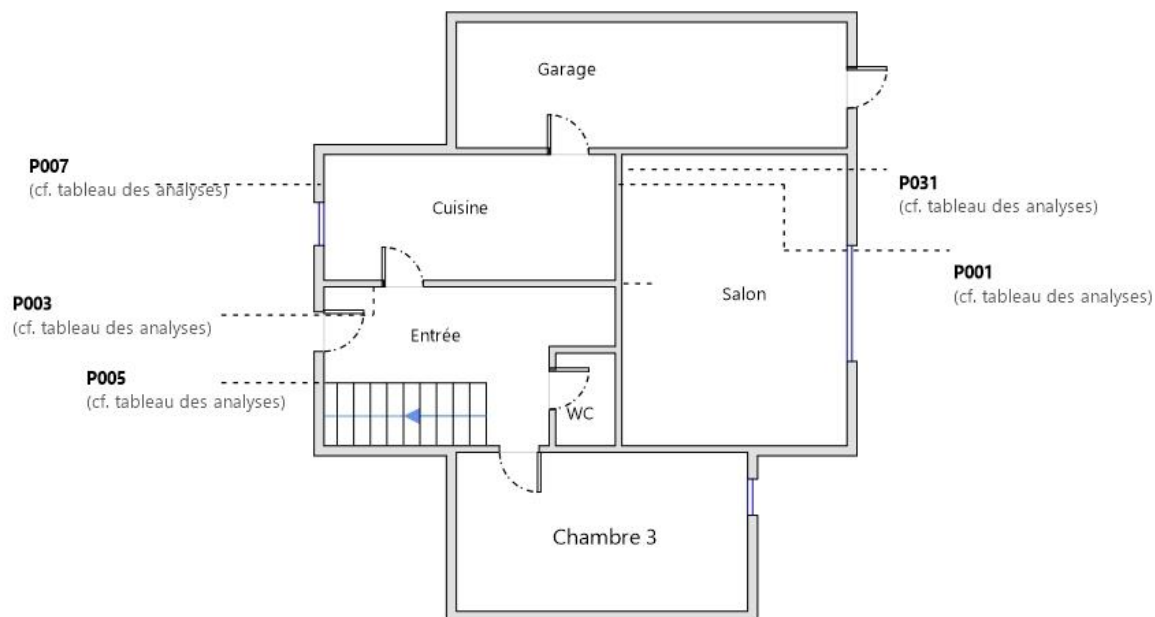 Garage
P007
(cf. tableau des analyses)
P031
(cf. tableau des analyses)
Cuisine
P001
(cf. tableau des analyses)
Salon
P003
(cf. tableau des analyses)
Entrée
P005
(cf. tableau des analyses)
WC
Chambre 3